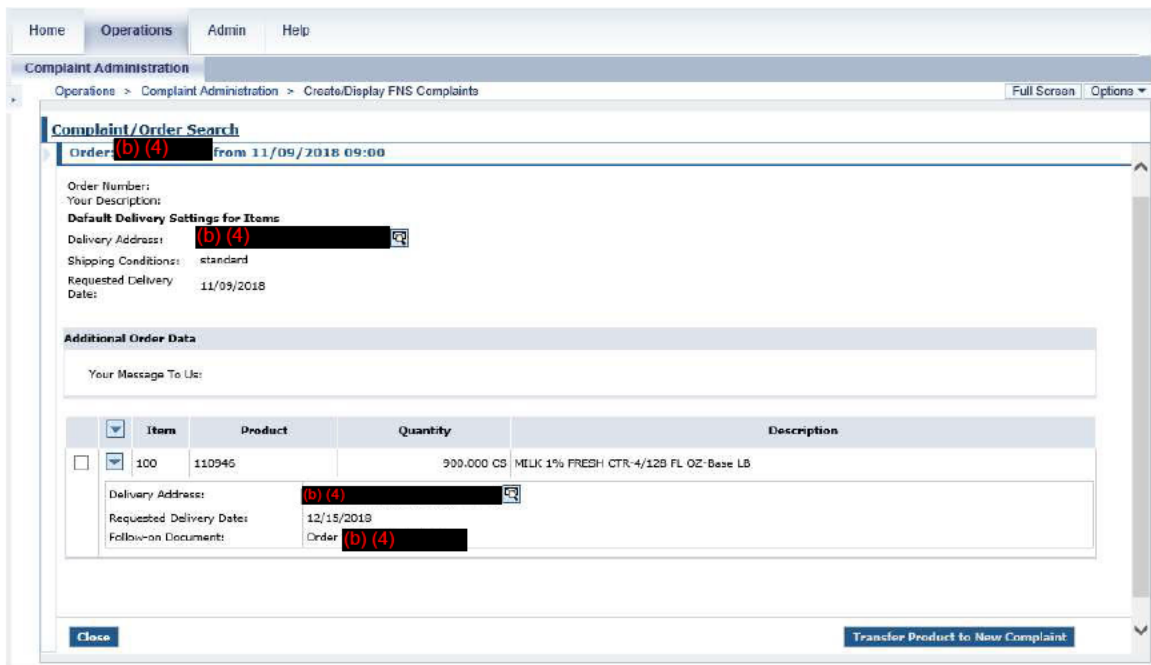 Home Operations Admin Help
Complaint Administration
Operations > Complaint Administration > Create/Display FNS Complaints Full Screen Options
Complaint/Order Search
Order: (b) (4) from 11/09/2018 09:00
Order Number:
Your Description:
Default Delivery Settings for Items
Delivery Address: (b) (4)
Shipping Conditions: standard
Requested Delivery
Date: 11/09/2018
Additional Order Data
Your Message To Us:
Item Product Quantity Description
100 110946 900.000 CS MILK 1% FRESH CTR-4/128 FL OZ-Base LB
Delivery Address: (b) (4)
Requested Delivery Date: 12/15/2018
Follow-on Document: Order (b) (4)
Close Transfer Product to New Complaint